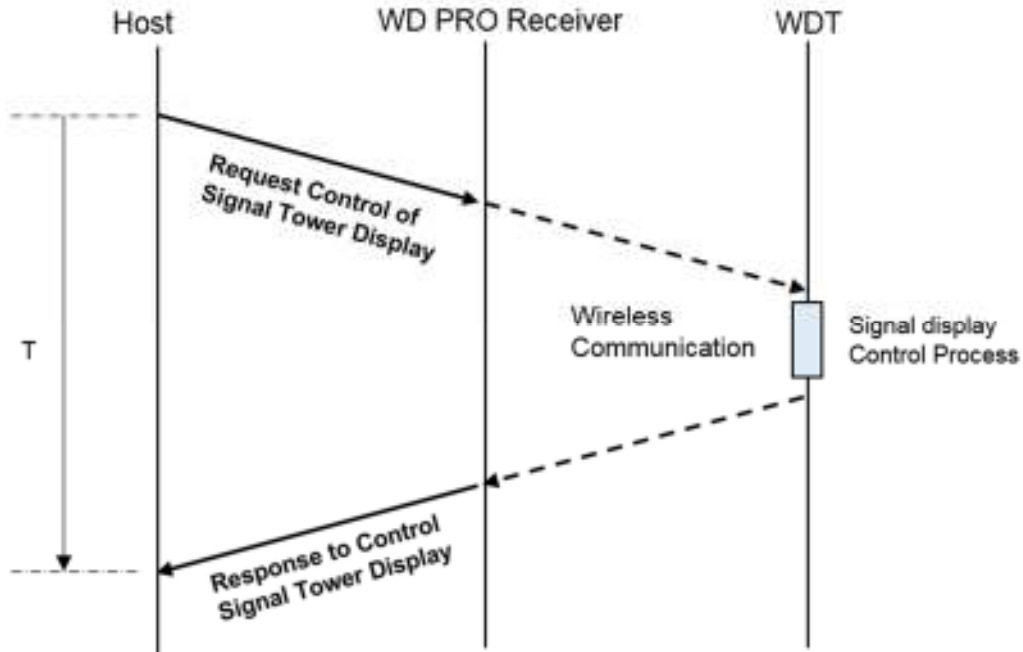 Host
WD PRO Receiver
WDT
Request Control of
Signal Tower Display
T
Wireless
Communication
Signal display
Control Process
Response to Control
Signal Tower Display